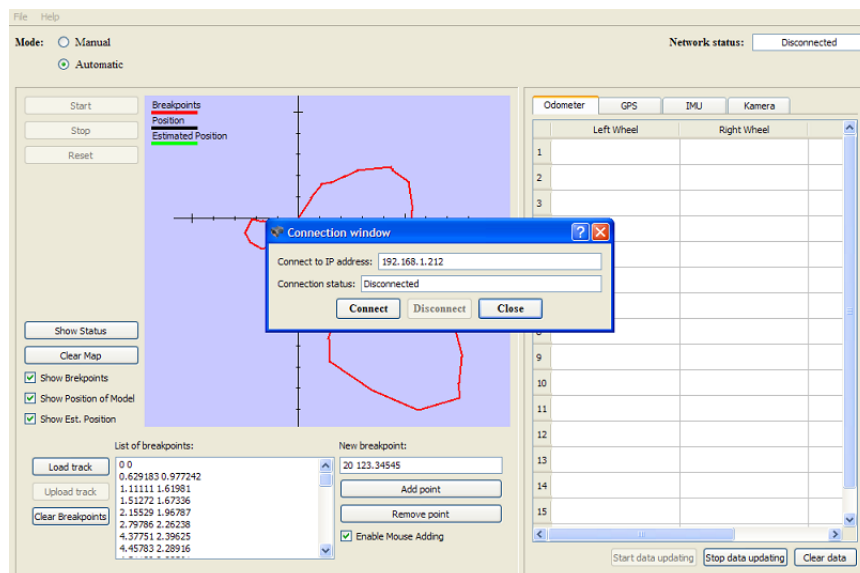 File Help
Mode: Manual
Automatic
Network status: Disconnected
Start
Stop
Reset
Breakpoints
Position
Estimated Position
Odometer GPS IMU Kamera
Left Wheel Right Wheel
1
2
3
Connection window
Connect to IP address: 192.168.1.212
Connection status: Disconnected
Connect Disconnect Close
9
10
11
12
13
14
15
Show Status
Clear Map
Show Brekpoints
Show Position of Model
Show Est. Position
List of breakpoints:
New breakpoint:
Load track
Upload track
Clear Breakpoints
0 0
0.629183 0.977242
1.11111 1.61981
1.51272 1.67336
2.15529 1.96787
2.79786 2.26238
4.37751 2.39625
4.45783 2.28916
20 123.34545
Add point
Remove point
Enable Mouse Adding
Start data updating Stop data updating Clear data